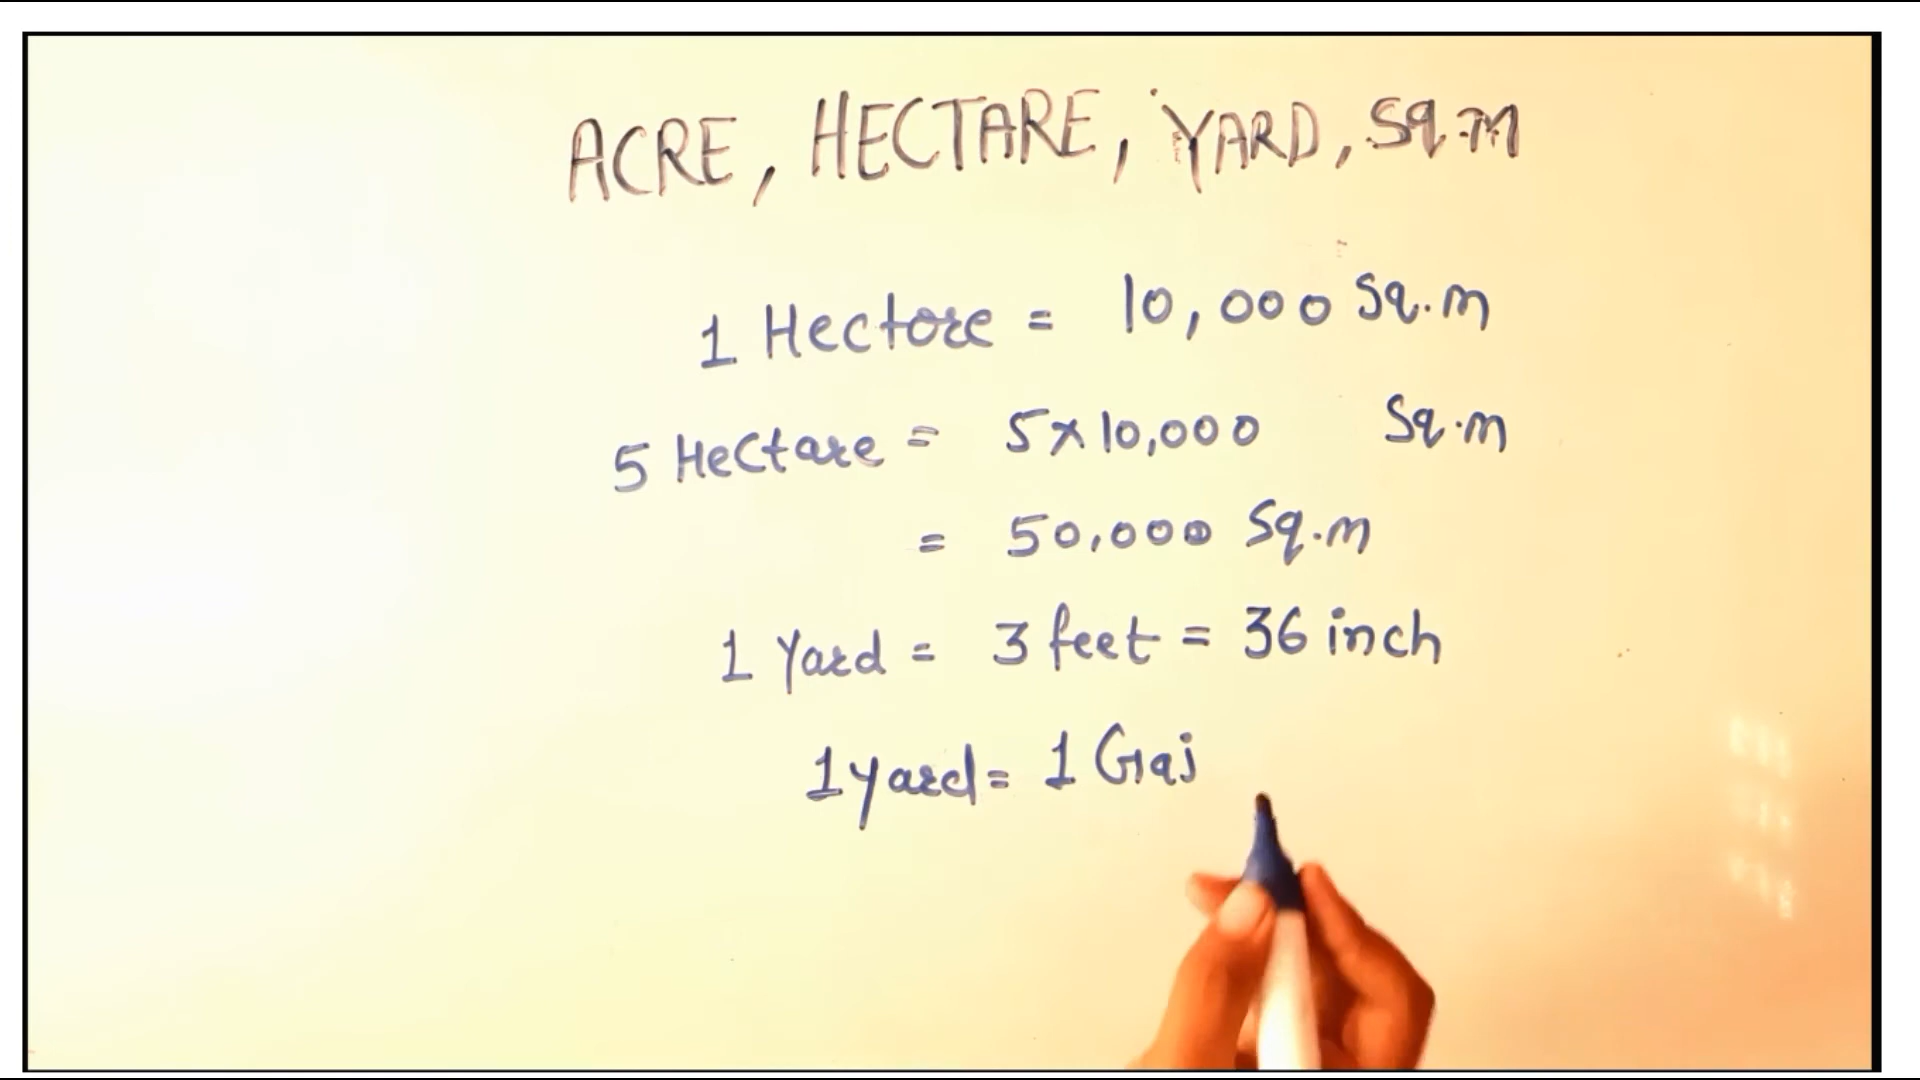 ACRE, HECTARE, YARD, Sq.m
1 Hectore = 10,000 Sq.m
5 Hectare = 5x10,000 Sq.m
= 50,000 Sq.m
1 Yard = 3 feet = 36 inch
1 yard = 1 Gaj